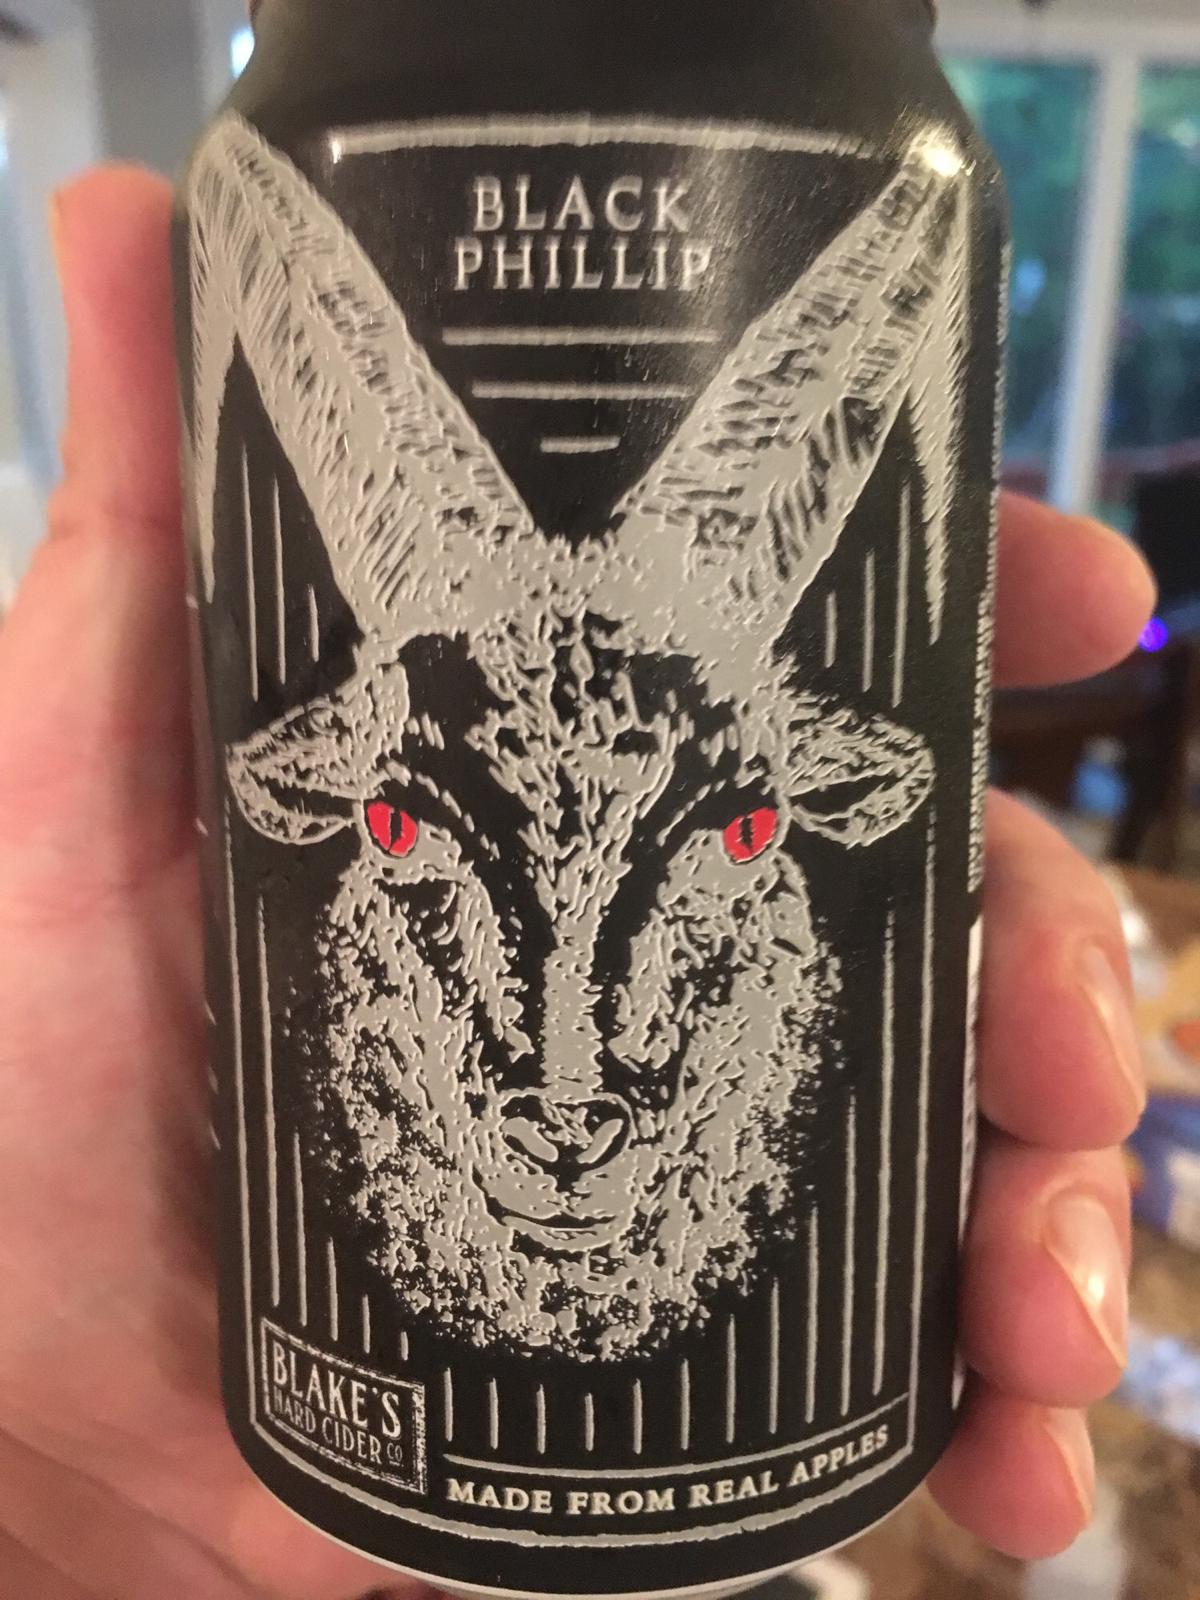 BLACK
PHILLIP
BLAKE'S
HARD CIDER CO
MADE FROM REAL APPLES